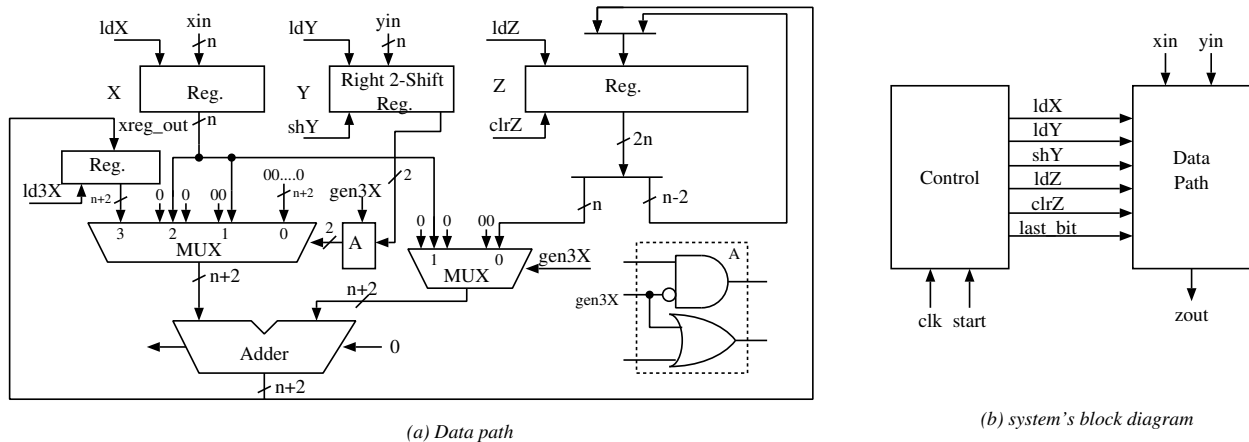 ldX
xin
n
ldY
yin
n
ldZ
X
Reg.
Y
Right 2-Shift
Reg.
Z
Reg.
xreg_out
n
shY
clrZ
2n
Reg.
ld3X
n+2
0
0
00
00....0
n+2
gen3X
2
n
n-2
3
2
1
0
MUX
2
A
0
0
00
1
0
MUX
gen3X
A
gen3X
n+2
n+2
Adder
0
n+2
(a) Data path
xin
yin
Control
ldX
ldY
shY
ldZ
clrZ
last_bit
Data
Path
clk
start
zout
(b) system's block diagram